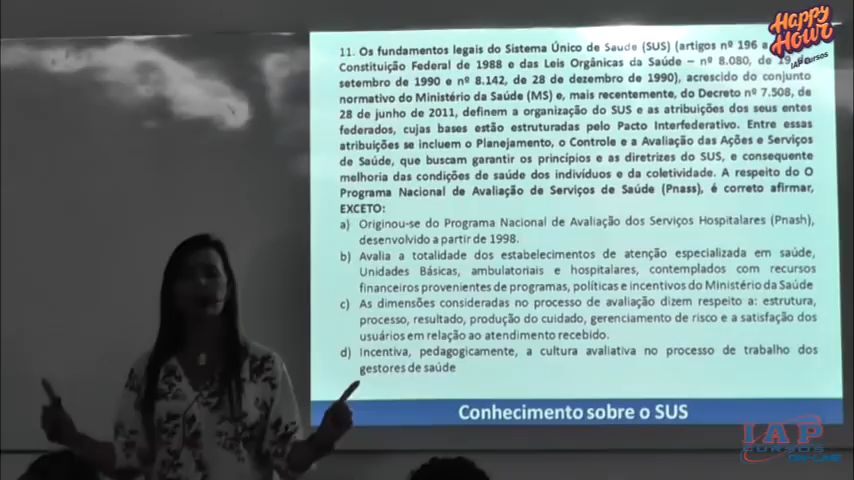 HAPPY
HOUR
IAP Cursos
11. Os fundamentos legais do Sistema Único de Saúde (SUS) (artigos nº 196 a
Constituição Federal de 1988 e das Leis Orgânicas da Saúde – nº 8.080, de 19 de
setembro de 1990 e nº 8.142, de 28 de dezembro de 1990), acrescido do conjunto
normativo do Ministério da Saúde (MS) e, mais recentemente, do Decreto nº 7.508, de
28 de junho de 2011, definem a organização do SUS e as atribuições dos seus entes
federados, cujas bases estão estruturadas pelo Pacto Interfederativo. Entre essas
atribuições se incluem o Planejamento, o Controle e a Avaliação das Ações e Serviços
de Saúde, que buscam garantir os princípios e as diretrizes do SUS, e consequente
melhoria das condições de saúde dos indivíduos e da coletividade. A respeito do O
Programa Nacional de Avaliação de Serviços de Saúde (Pnass), é correto afirmar,
EXCETO:
a) Originou-se do Programa Nacional de Avaliação dos Serviços Hospitalares (Pnash),
desenvolvido a partir de 1998.
b) Avalia a totalidade dos estabelecimentos de atenção especializada em saúde,
Unidades Básicas, ambulatoriais e hospitalares, contemplados com recursos
financeiros provenientes de programas, políticas e incentivos do Ministério da Saúde
c) As dimensões consideradas no processo de avaliação dizem respeito a: estrutura,
processo, resultado, produção do cuidado, gerenciamento de risco e a satisfação dos
usuários em relação ao atendimento recebido.
d) Incentiva, pedagogicamente, a cultura avaliativa no processo de trabalho dos
gestores de saúde
Conhecimento sobre o SUS
IAP
CURSOS
ON-LINE